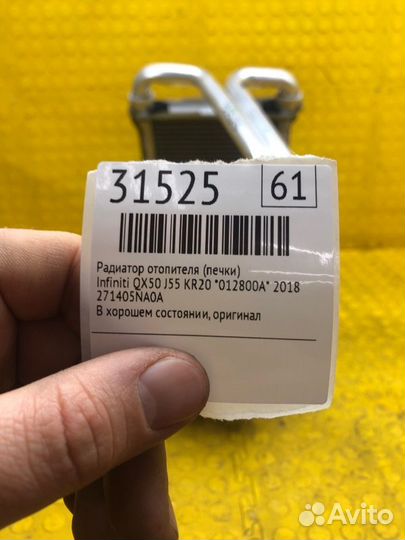 31525 61
Радиатор отопителя (печки)
Infiniti QX50 J55 KR20 "012800A" 2018
271405NA0A
В хорошем состоянии, оригинал
Avito